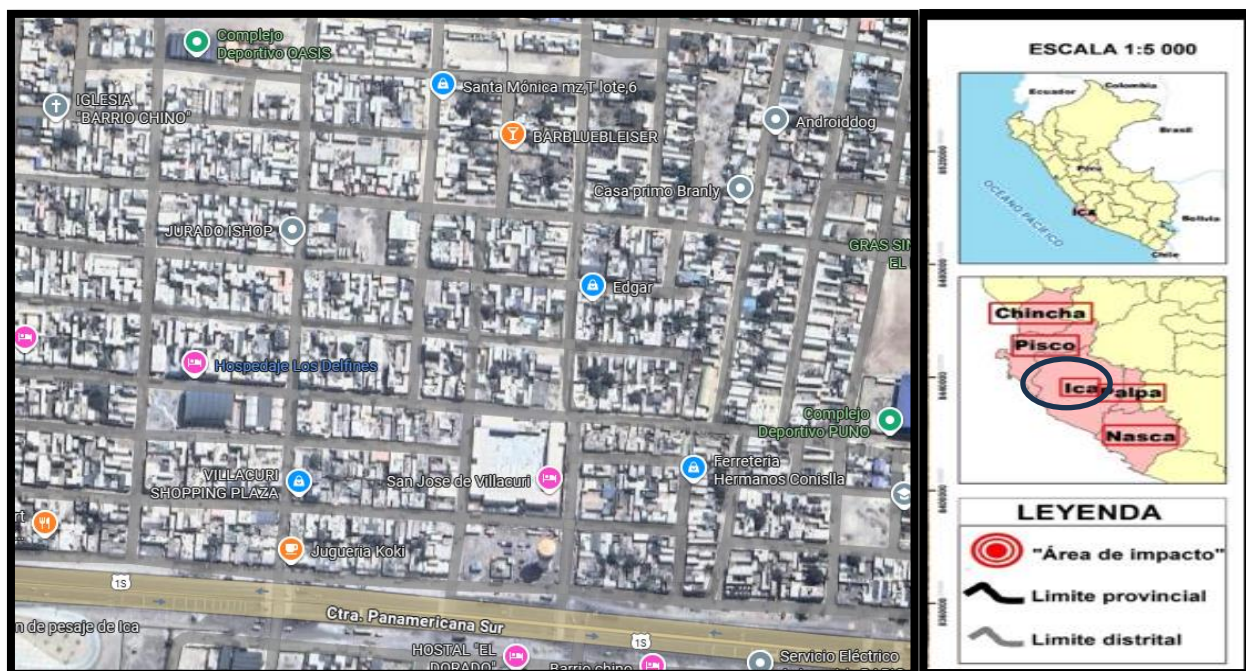 Complejo
Deportivo OASIS
IGLESIA
"BARRIO CHINO"
Santa Mónica mz,T lote,6
BARBLUEBLEISER
Androiddog
Casa primo Branly
JURADO ISHOP
GRAS SIN
EL
Edgar
Hospedaje Los Delfines
Complejo
Deportivo PUNO
VILLACURI
SHOPPING PLAZA
San Jose de Villacuri
Ferreteria
Hermanos Conislla
rt
Jugueria Koki
1S
Ctra. Panamericana Sur
1S
n de pesaje de Ica
HOSTAL "EL
DORADO"
Barrio chino
Servicio Eléctrico
ESCALA 1:5 000
Ecuador
Colombia
Brasil
Perú
OCEANO PACIFICO
Ica
Bolivia
Chile
Chincha
Pisco
Ica
Palpa
Nasca
LEYENDA
"Área de impacto"
Limite provincial
Limite distrital